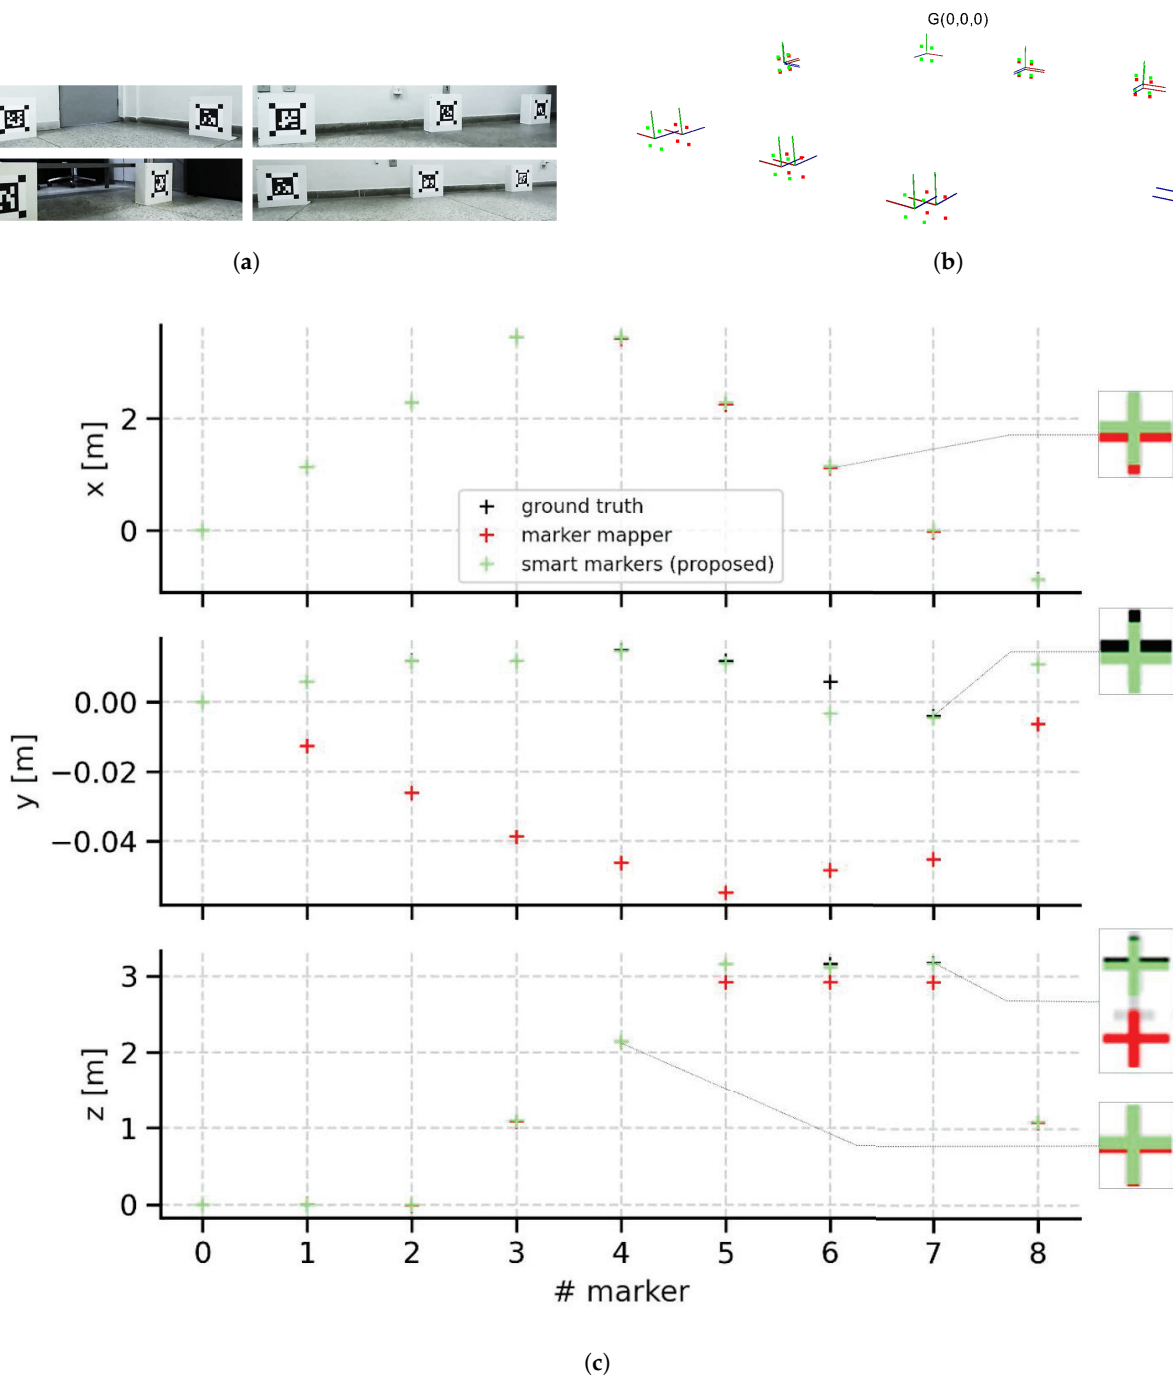 G(0,0,0)
(a)
(b)
x [m]
2
0
ground truth
marker mapper
smart markers (proposed)
y [m]
0.00
−0.02
−0.04
z [m]
3
2
1
0
0 1 2 3 4 5 6 7 8
# marker
(c)